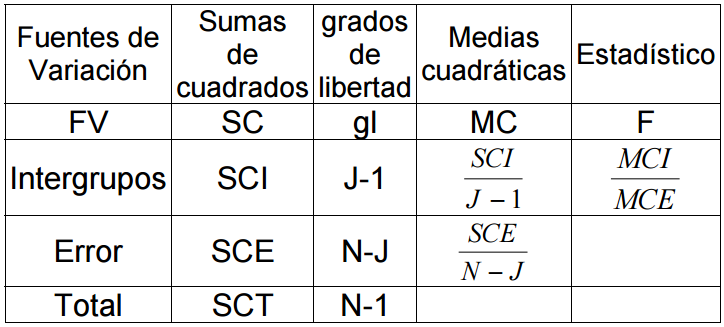 Fuentes de Variación	Sumas de cuadrados	grados de libertad	Medias cuadráticas	Estadístico
FV	SC	gl	MC	F
Intergrupos	SCI	J-1	SCI / J − 1	MCI / MCE
Error	SCE	N-J	SCE / N − J
Total	SCT	N-1